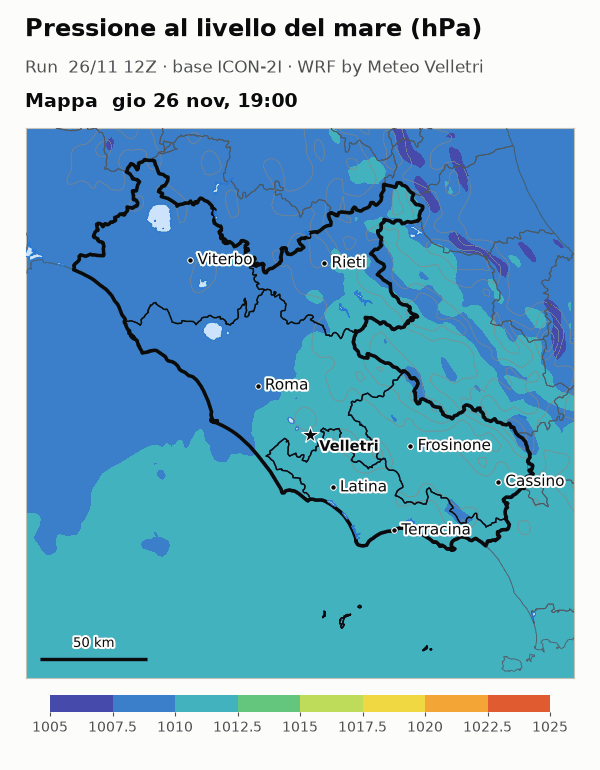 Pressione al livello del mare (hPa)
Run  26/11 12Z · base ICON-2I · WRF by Meteo Velletri
Mappa  gio 26 nov, 19:00
Viterbo
Rieti
Roma
Velletri
Frosinone
Latina
Cassino
Terracina
50 km
1005 1007.5 1010 1012.5 1015 1017.5 1020 1022.5 1025